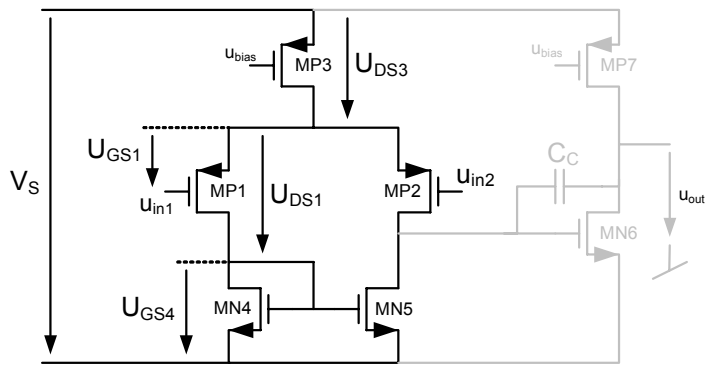 u_bias
MP3
U_DS3
u_bias
MP7
U_GS1
V_S
u_in1
MP1
U_DS1
MP2
u_in2
C_C
u_out
MN6
U_GS4
MN4
MN5